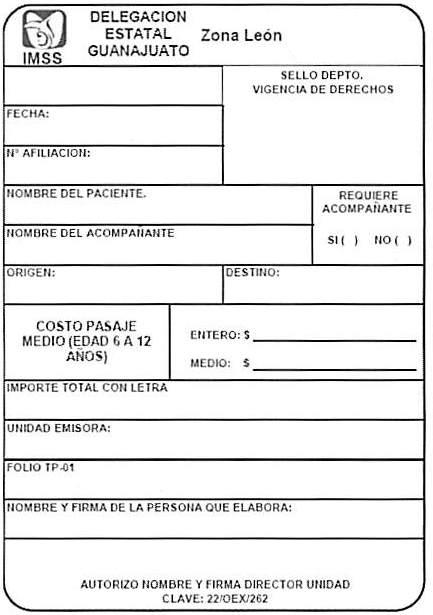 IMSS
DELEGACION
ESTATAL
GUANAJUATO
Zona León
SELLO DEPTO.
VIGENCIA DE DERECHOS
FECHA:
Nº AFILIACION:
NOMBRE DEL PACIENTE.
REQUIERE
ACOMPAÑANTE
NOMBRE DEL ACOMPAÑANTE
SI ( ) NO ( )
ORIGEN:
DESTINO:
COSTO PASAJE
MEDIO (EDAD 6 A 12
AÑOS)
ENTERO: $
MEDIO: $
IMPORTE TOTAL CON LETRA
UNIDAD EMISORA:
FOLIO TP-01
NOMBRE Y FIRMA DE LA PERSONA QUE ELABORA:
AUTORIZO NOMBRE Y FIRMA DIRECTOR UNIDAD
CLAVE: 22/OEX/262